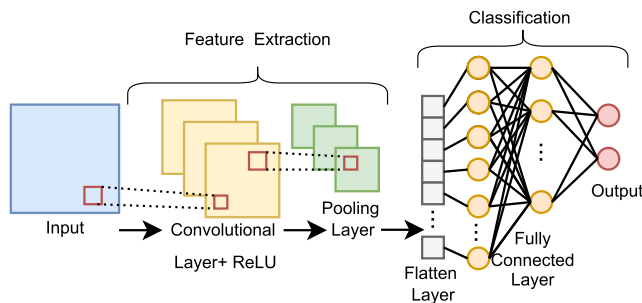 Classification
Feature Extraction
Input
Convolutional
Layer+ ReLU
Pooling
Layer
Flatten
Layer
Fully
Connected
Layer
Output